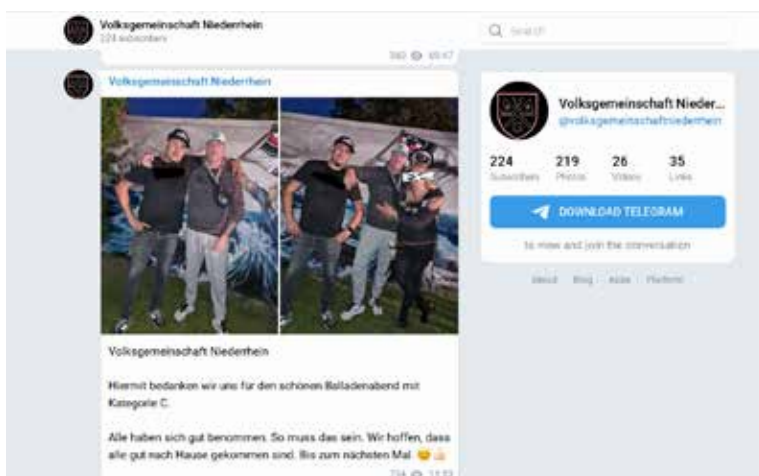 Volksgemeinschaft Niederrhein
224 subscribers
Search
Volksgemeinschaft Niederrhein
Volksgemeinschaft Nieder...
@volksgemeinschaftniederrhein
224 219 26 35
Subscribers Photos Videos Links
DOWNLOAD TELEGRAM
to view and join the conversation
About Blog Apps Platform
Volksgemeinschaft Niederrhein
Hiermit bedanken wir uns für den schönen Balladenabend mit
Kategorie C.
Alle haben sich gut benommen. So muss das sein. Wir hoffen, dass
alle gut nach Hause gekommen sind. Bis zum nächsten Mal. 😊👍